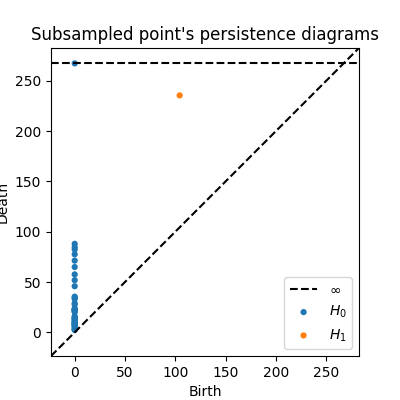 Subsampled point's persistence diagrams
250
200
150
100
50
0
Death
0 50 100 150 200 250
Birth
∞
H₀
H₁